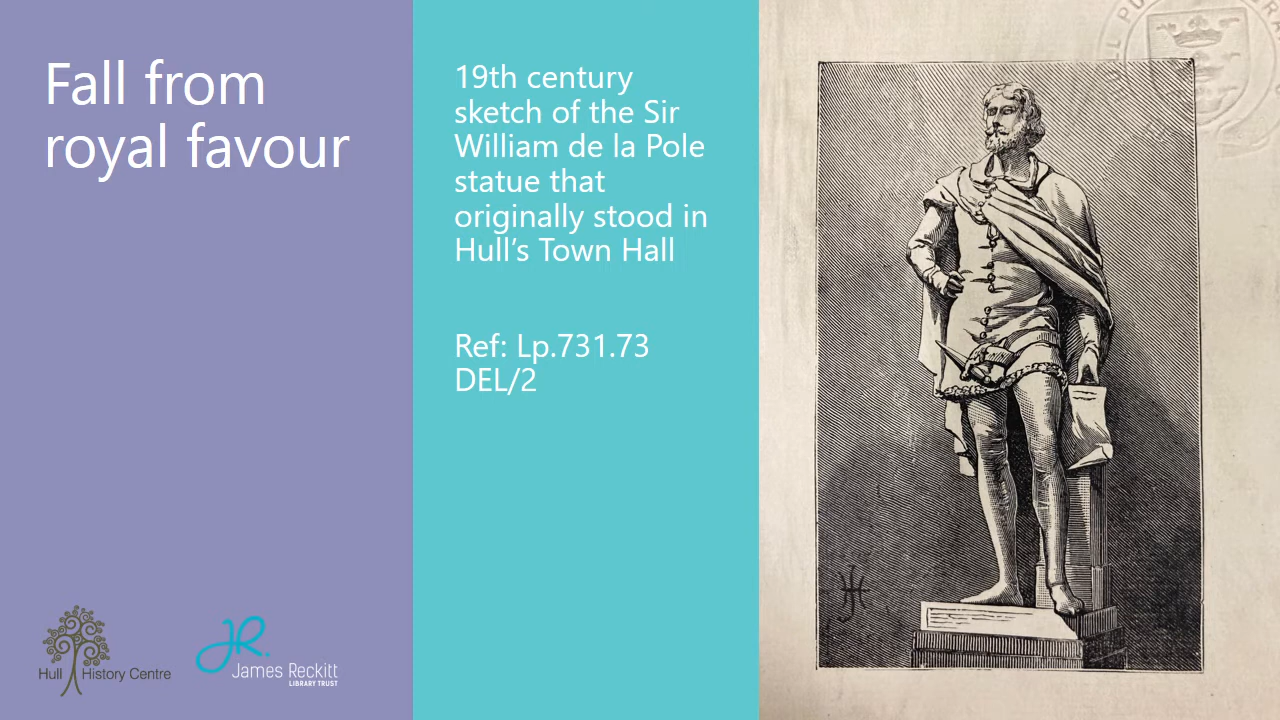 Fall from
royal favour
19th century
sketch of the Sir
William de la Pole
statue that
originally stood in
Hull’s Town Hall
Ref: Lp.731.73
DEL/2
Hull History Centre
JR.
James Reckitt
LIBRARY TRUST